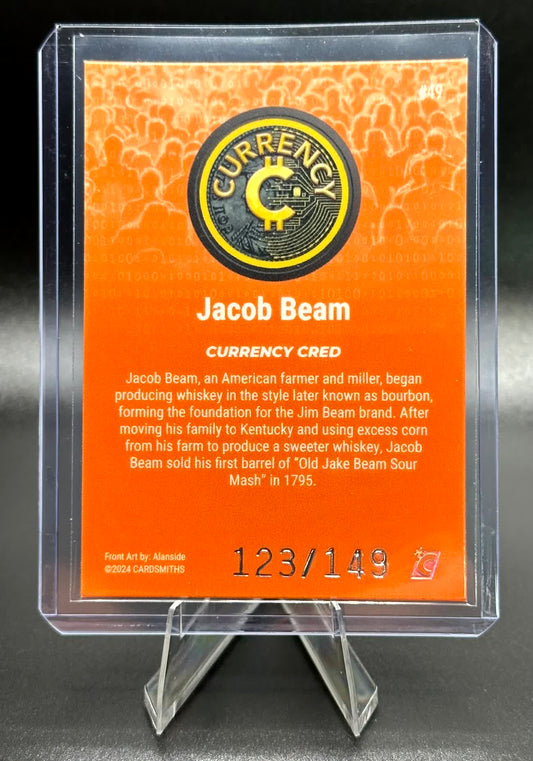 #49
CURRENCY
Jacob Beam
CURRENCY CRED
Jacob Beam, an American farmer and miller, began
producing whiskey in the style later known as bourbon,
forming the foundation for the Jim Beam brand. After
moving his family to Kentucky and using excess corn
from his farm to produce a sweeter whiskey, Jacob
Beam sold his first barrel of "Old Jake Beam Sour
Mash" in 1795.
Front Art by: Alanside
©2024 CARDSMITHS
123/149